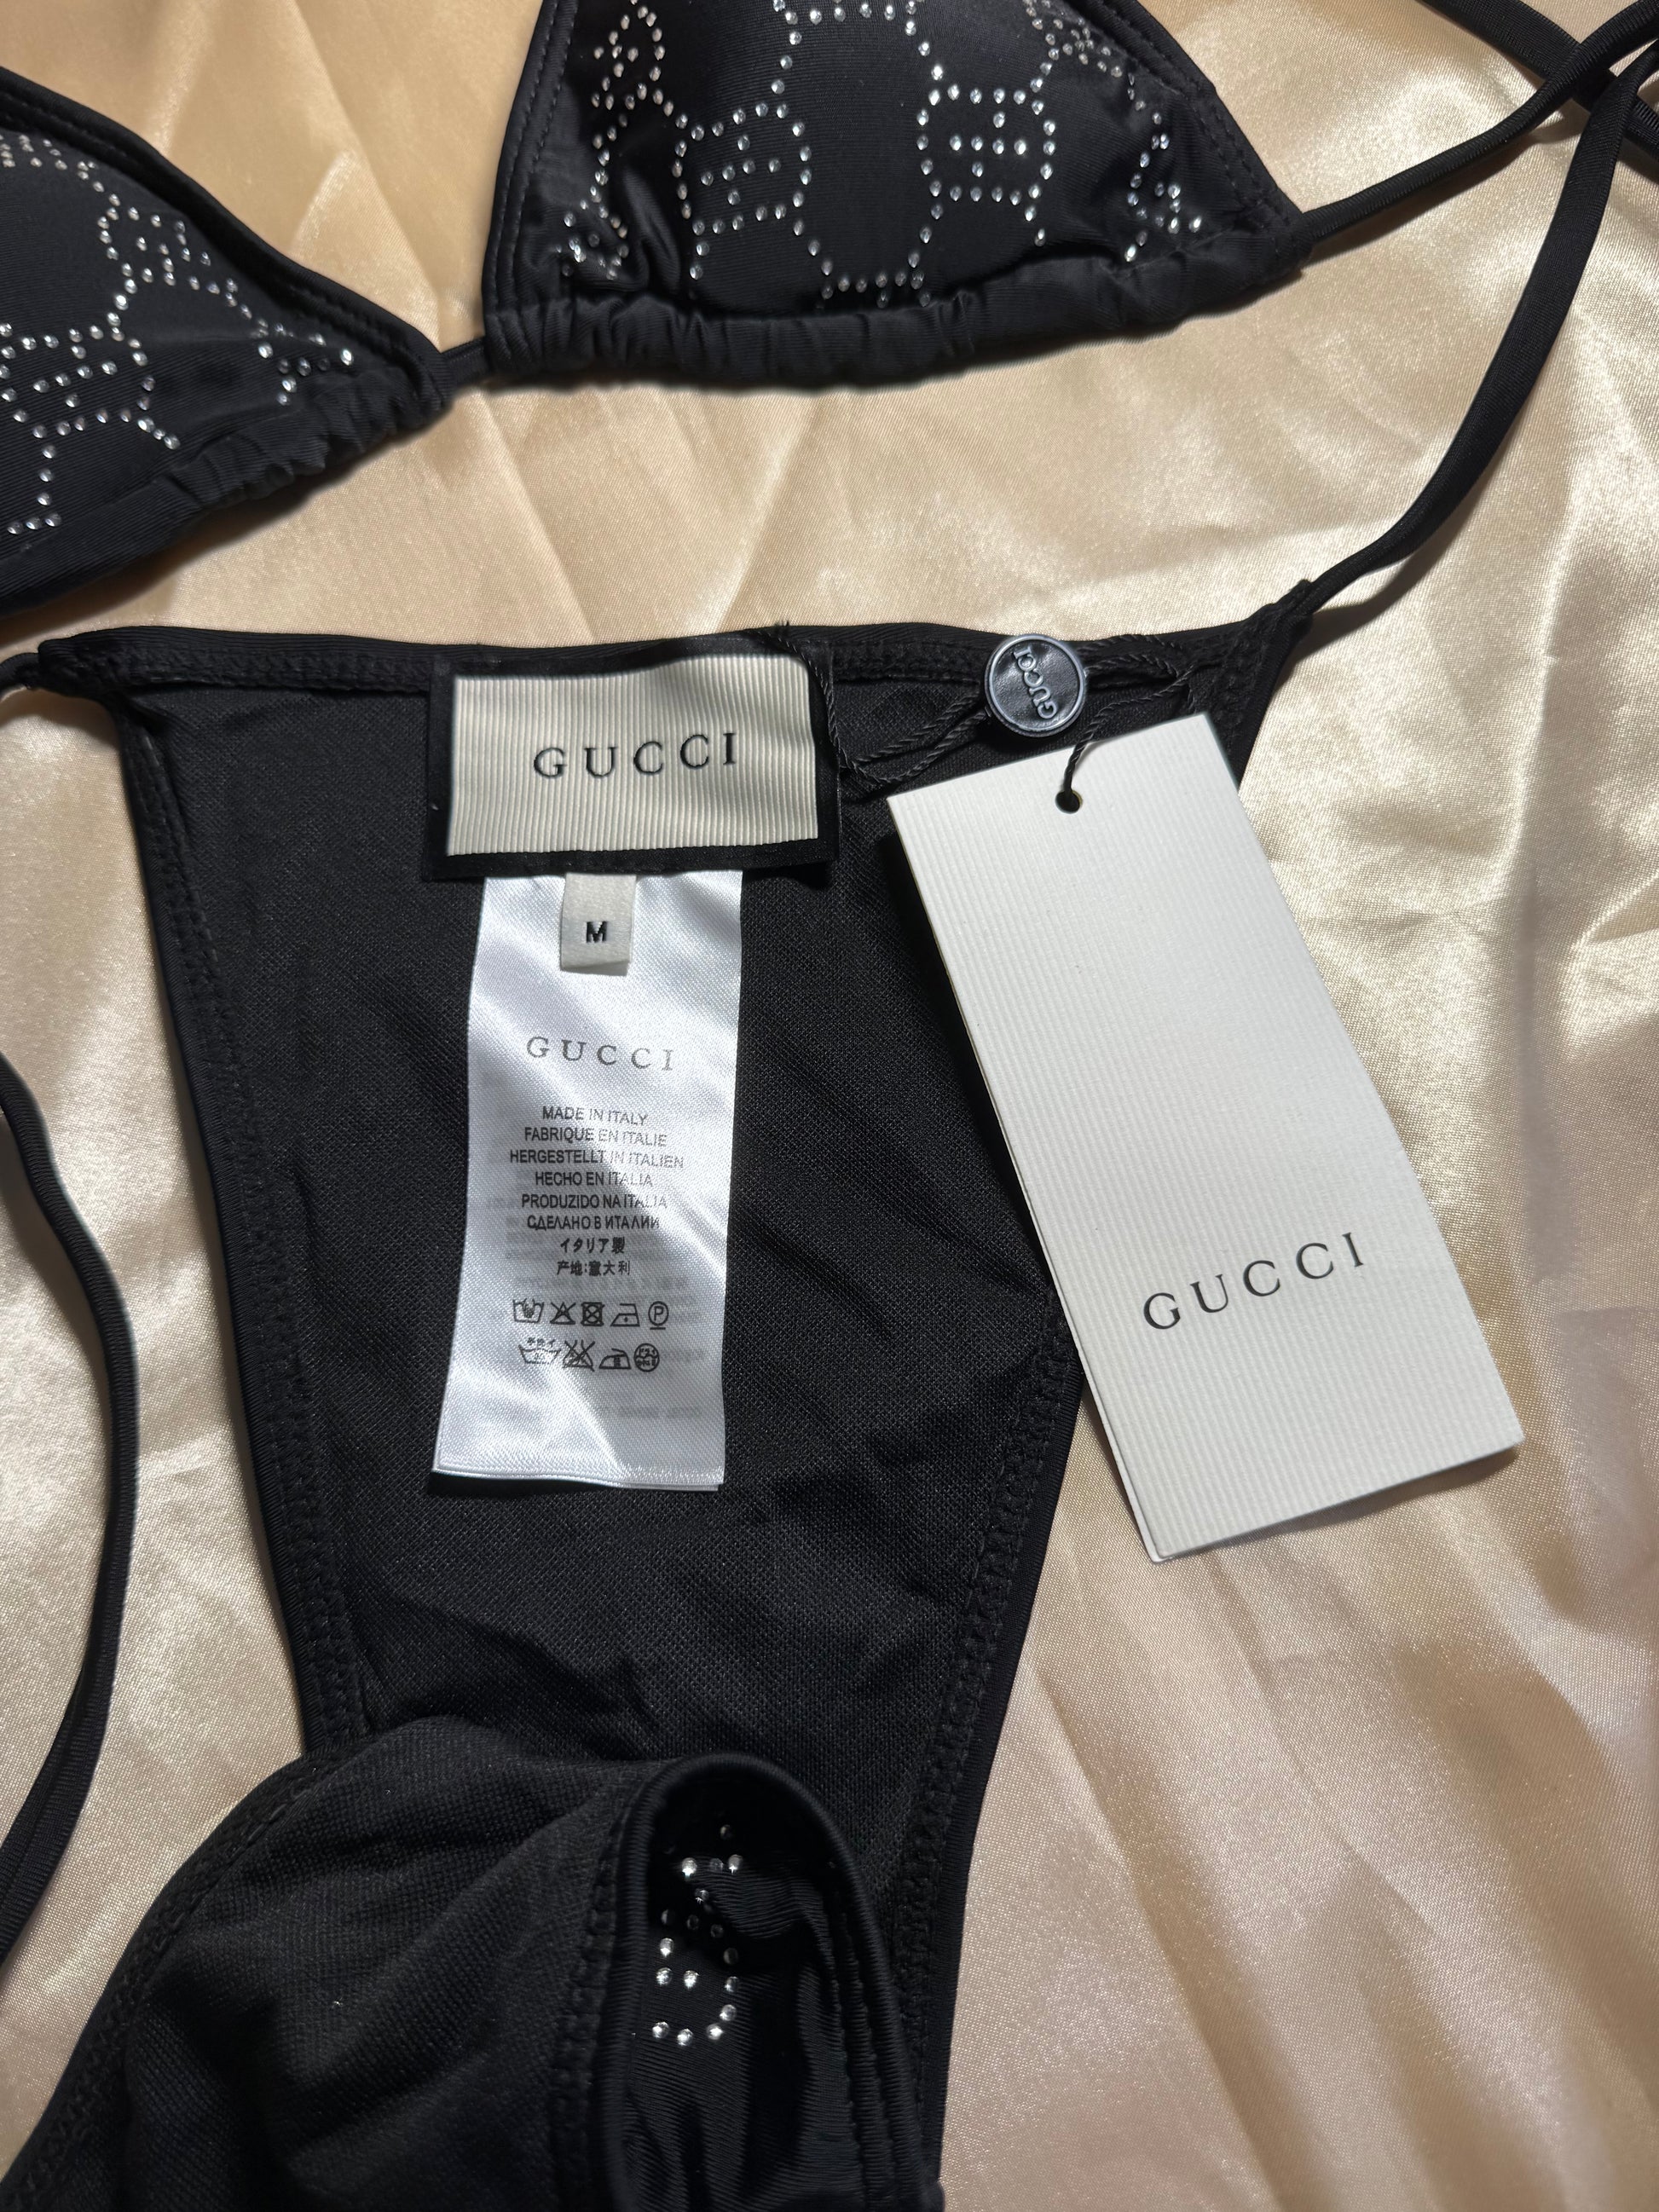 GUCCI
GUCCI
M
GUCCI
MADE IN ITALY
FABRIQUE EN ITALIE
HERGESTELLT IN ITALIEN
HECHO EN ITALIA
PRODUZIDO NA ITALIA
СДЕЛАНО В ИТАЛИИ
イタリア製
产地:意大利
GUCCI